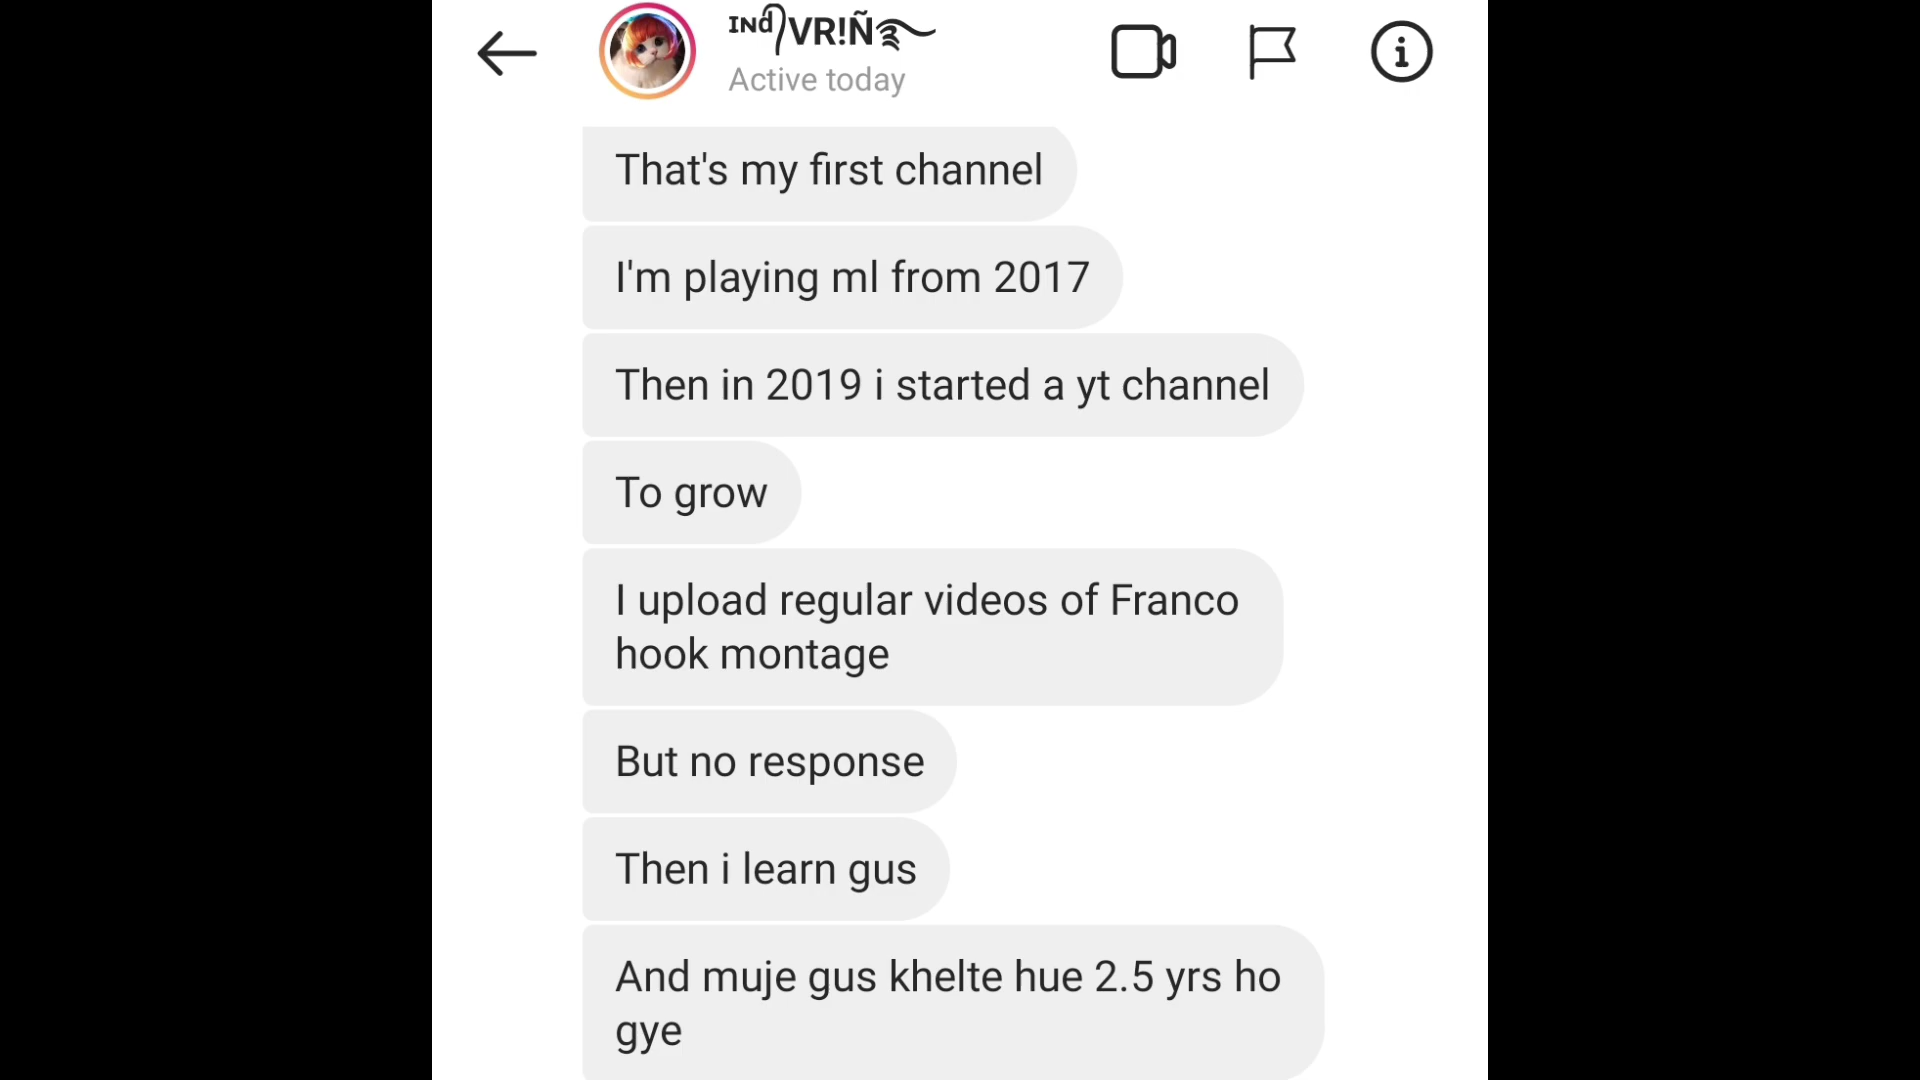 ᴵᴺᵈ᭄VR!Ñ࿐
Active today
That's my first channel
I'm playing ml from 2017
Then in 2019 i started a yt channel
To grow
I upload regular videos of Franco
hook montage
But no response
Then i learn gus
And muje gus khelte hue 2.5 yrs ho
gye